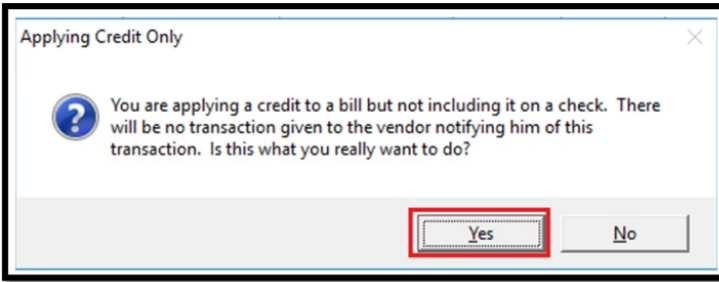 Applying Credit Only
You are applying a credit to a bill but not including it on a check.  There
will be no transaction given to the vendor notifying him of this
transaction.  Is this what you really want to do?
Yes
No